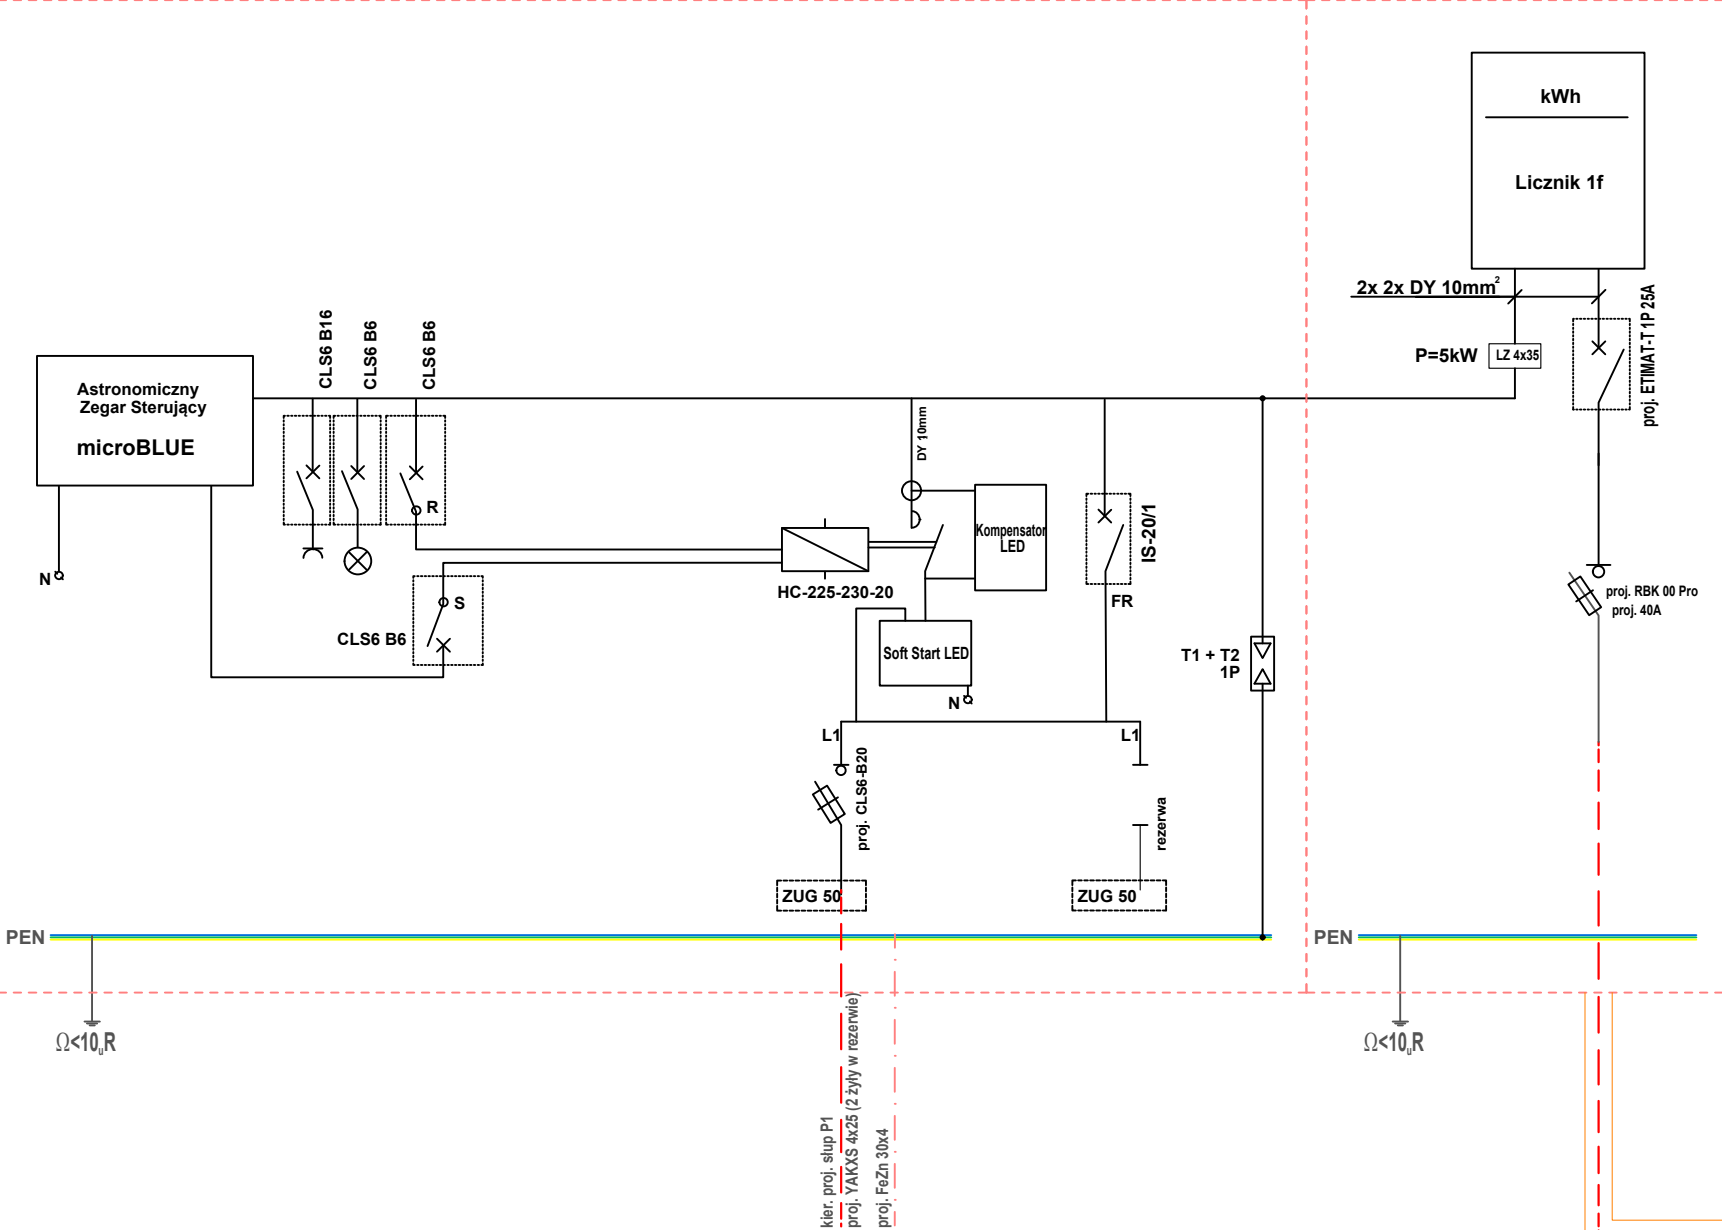 kWh
Licznik 1f
2x 2x DY 10mm²
P=5kW
LZ 4x35
proj. ETIMAT-T 1P 25A
proj. RBK 00 Pro
proj. 40A
Astronomiczny
Zegar Sterujący
microBLUE
N
CLS6 B16
CLS6 B6
CLS6 B6
R
S
CLS6 B6
HC-225-230-20
DY 10mm
Kompensator
LED
Soft Start LED
N
IS-20/1
FR
T1 + T2
1P
L1
L1
proj. CLS6-B20
rezerwa
ZUG 50
ZUG 50
PEN
PEN
Ω<10uR
Ω<10uR
kier. proj. słup P1
proj. YAKXS 4x25 (2 żyły w rezerwie)
proj. FeZn 30x4